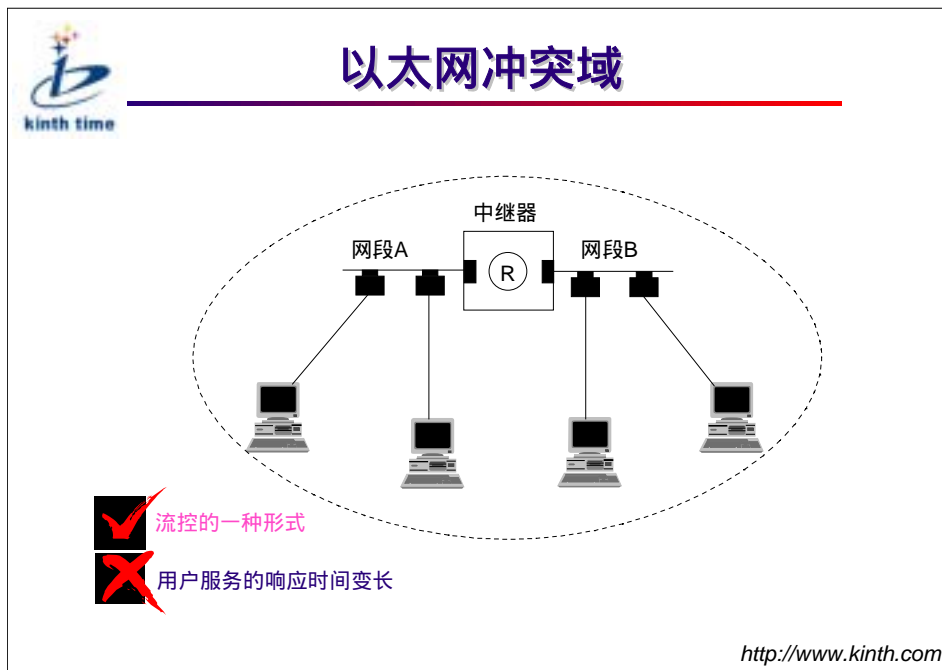 以太网冲突域
kinth time
中继器
网段A
网段B
R
流控的一种形式
用户服务的响应时间变长
http://www.kinth.com